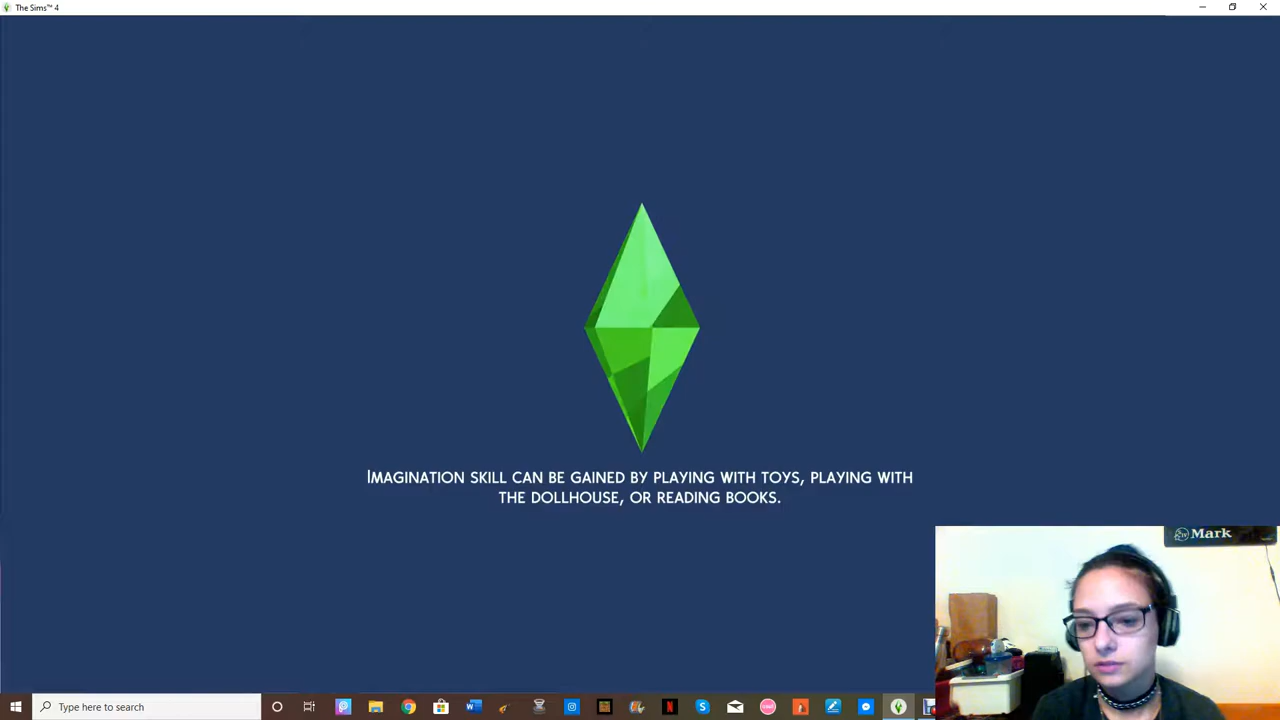 The Sims™ 4
IMAGINATION SKILL CAN BE GAINED BY PLAYING WITH TOYS, PLAYING WITH
THE DOLLHOUSE, OR READING BOOKS.
Mark
Type here to search